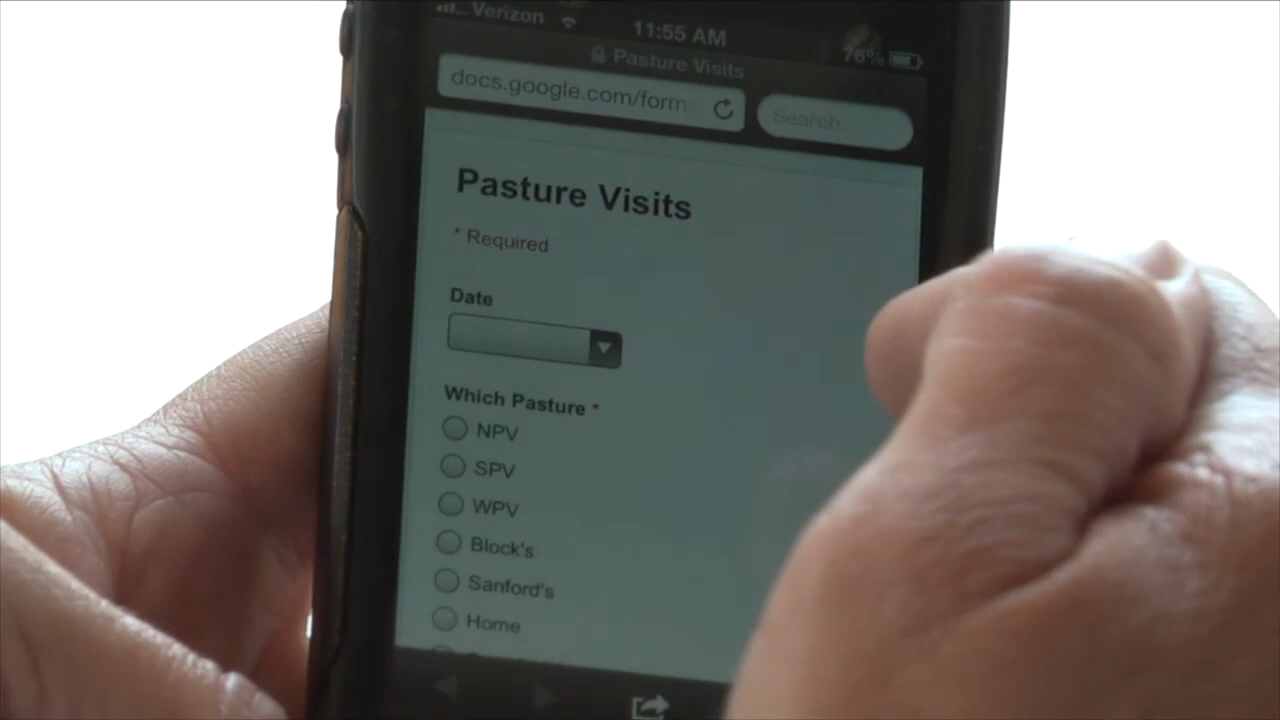 Verizon
11:55 AM
76%
Pasture Visits
docs.google.com/form
Search
Pasture Visits
* Required
Date
Which Pasture *
NPV
SPV
WPV
Block's
Sanford's
Home